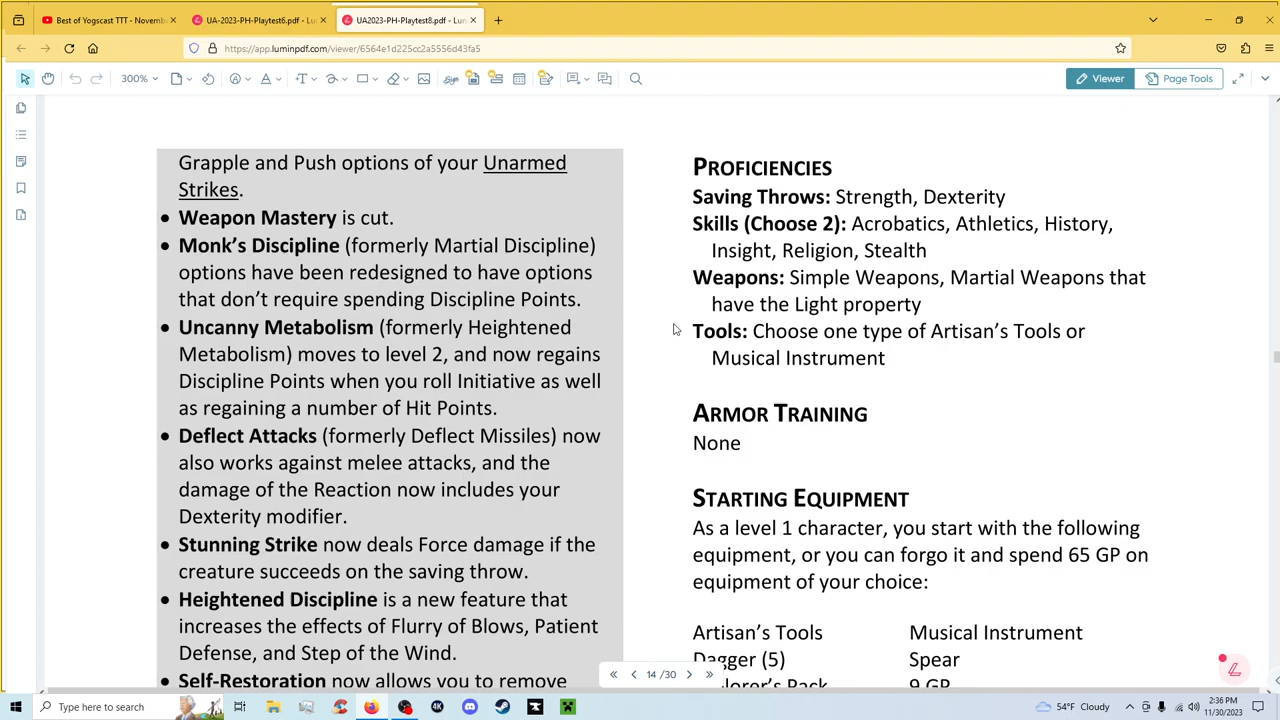 Best of Yogscast TTT - Novemb
UA-2023-PH-Playtest6.pdf - Lu
UA2023-PH-Playtest8.pdf - Lum
https://app.luminpdf.com/viewer/6564e1d225cc2a5556d43fa5
300%
Viewer
Page Tools
Grapple and Push options of your Unarmed
Strikes.
• Weapon Mastery is cut.
• Monk’s Discipline (formerly Martial Discipline)
options have been redesigned to have options
that don’t require spending Discipline Points.
• Uncanny Metabolism (formerly Heightened
Metabolism) moves to level 2, and now regains
Discipline Points when you roll Initiative as well
as regaining a number of Hit Points.
• Deflect Attacks (formerly Deflect Missiles) now
also works against melee attacks, and the
damage of the Reaction now includes your
Dexterity modifier.
• Stunning Strike now deals Force damage if the
creature succeeds on the saving throw.
• Heightened Discipline is a new feature that
increases the effects of Flurry of Blows, Patient
Defense, and Step of the Wind.
• Self-Restoration now allows you to remove
PROFICIENCIES
Saving Throws: Strength, Dexterity
Skills (Choose 2): Acrobatics, Athletics, History,
Insight, Religion, Stealth
Weapons: Simple Weapons, Martial Weapons that
have the Light property
Tools: Choose one type of Artisan’s Tools or
Musical Instrument
ARMOR TRAINING
None
STARTING EQUIPMENT
As a level 1 character, you start with the following
equipment, or you can forgo it and spend 65 GP on
equipment of your choice:
Artisan’s Tools
Musical Instrument
Dagger (5)
Spear
Pack
9 GP
14 /30
Type here to search
4K
54°F Cloudy
2:36 PM
11/30/2023